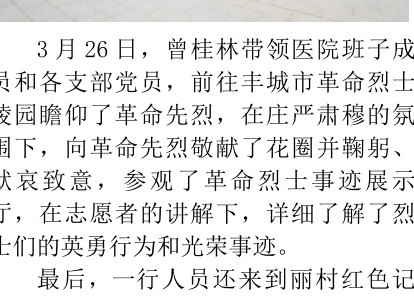 3月26日，曾桂林带领医院班子成
员和各支部党员，前往丰城市革命烈士
陵园瞻仰了革命先烈，在庄严肃穆的氛
围下，向革命先烈敬献了花圈并鞠躬、
默哀致意，参观了革命烈士事迹展示
厅，在志愿者的讲解下，详细了解了烈
士们的英勇行为和光荣事迹。
最后，一行人员还来到丽村红色记